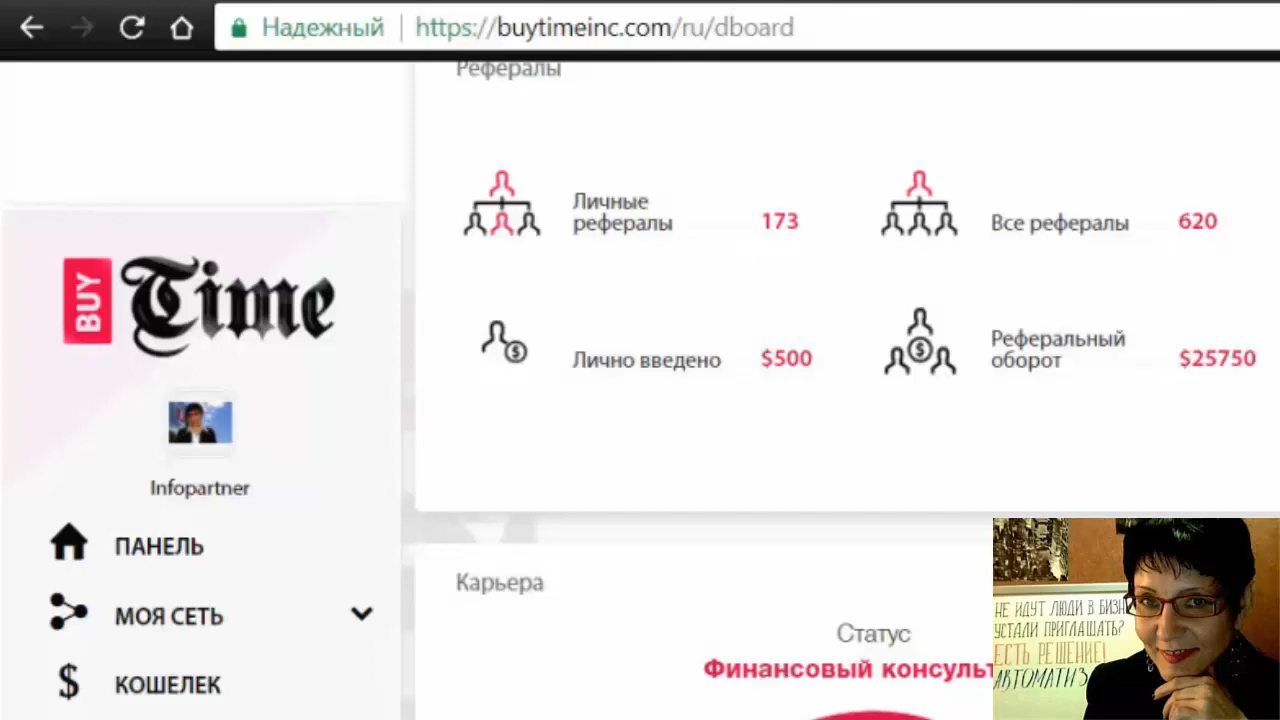 Надежный
https://buytimeinc.com/ru/dboard
Рефералы
Личные
рефералы
173
Все рефералы
620
Лично введено
$500
Реферальный
оборот
$25750
BUY
Time
Infopartner
ПАНЕЛЬ
МОЯ СЕТЬ
$ КОШЕЛЕК
Карьера
Статус
Финансовый консульт
НЕ ИДУТ ЛЮДИ В БИЗН
УСТАЛИ ПРИГЛАШАТЬ?
ЕСТЬ РЕШЕНИЕ!
АВТОМАТИЗ